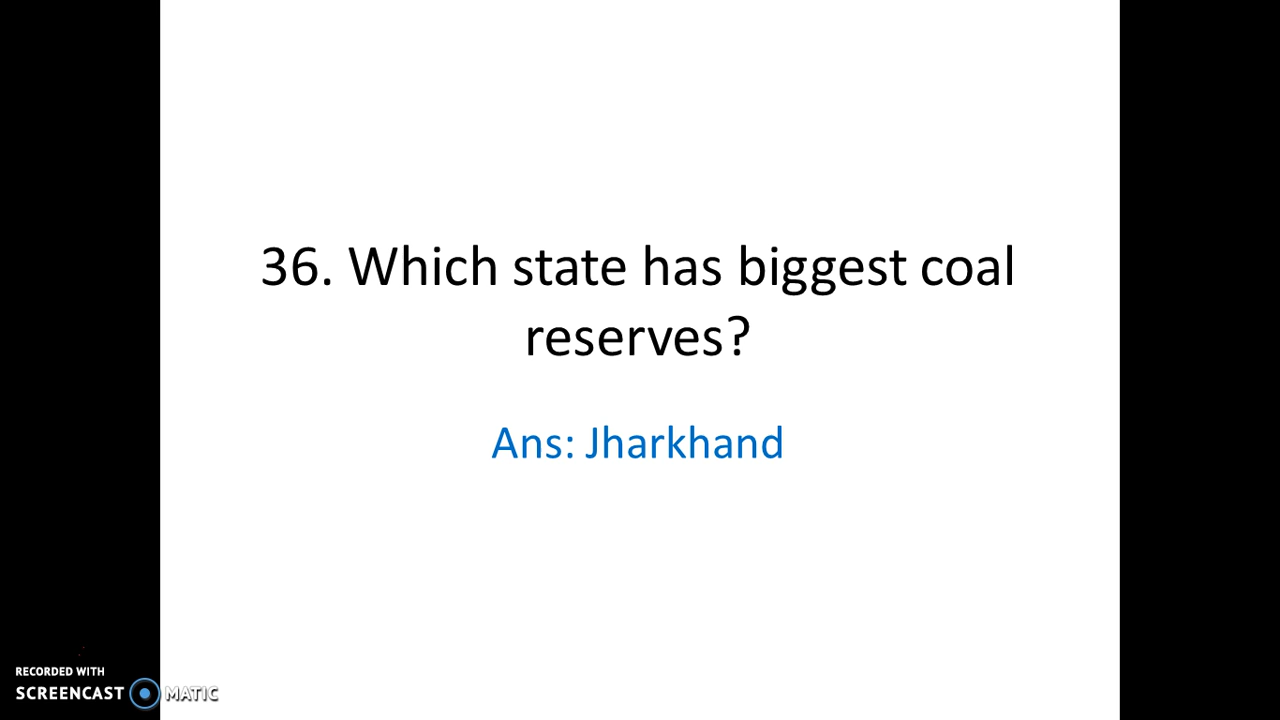 36. Which state has biggest coal
reserves?
Ans: Jharkhand
RECORDED WITH
SCREENCAST MATIC